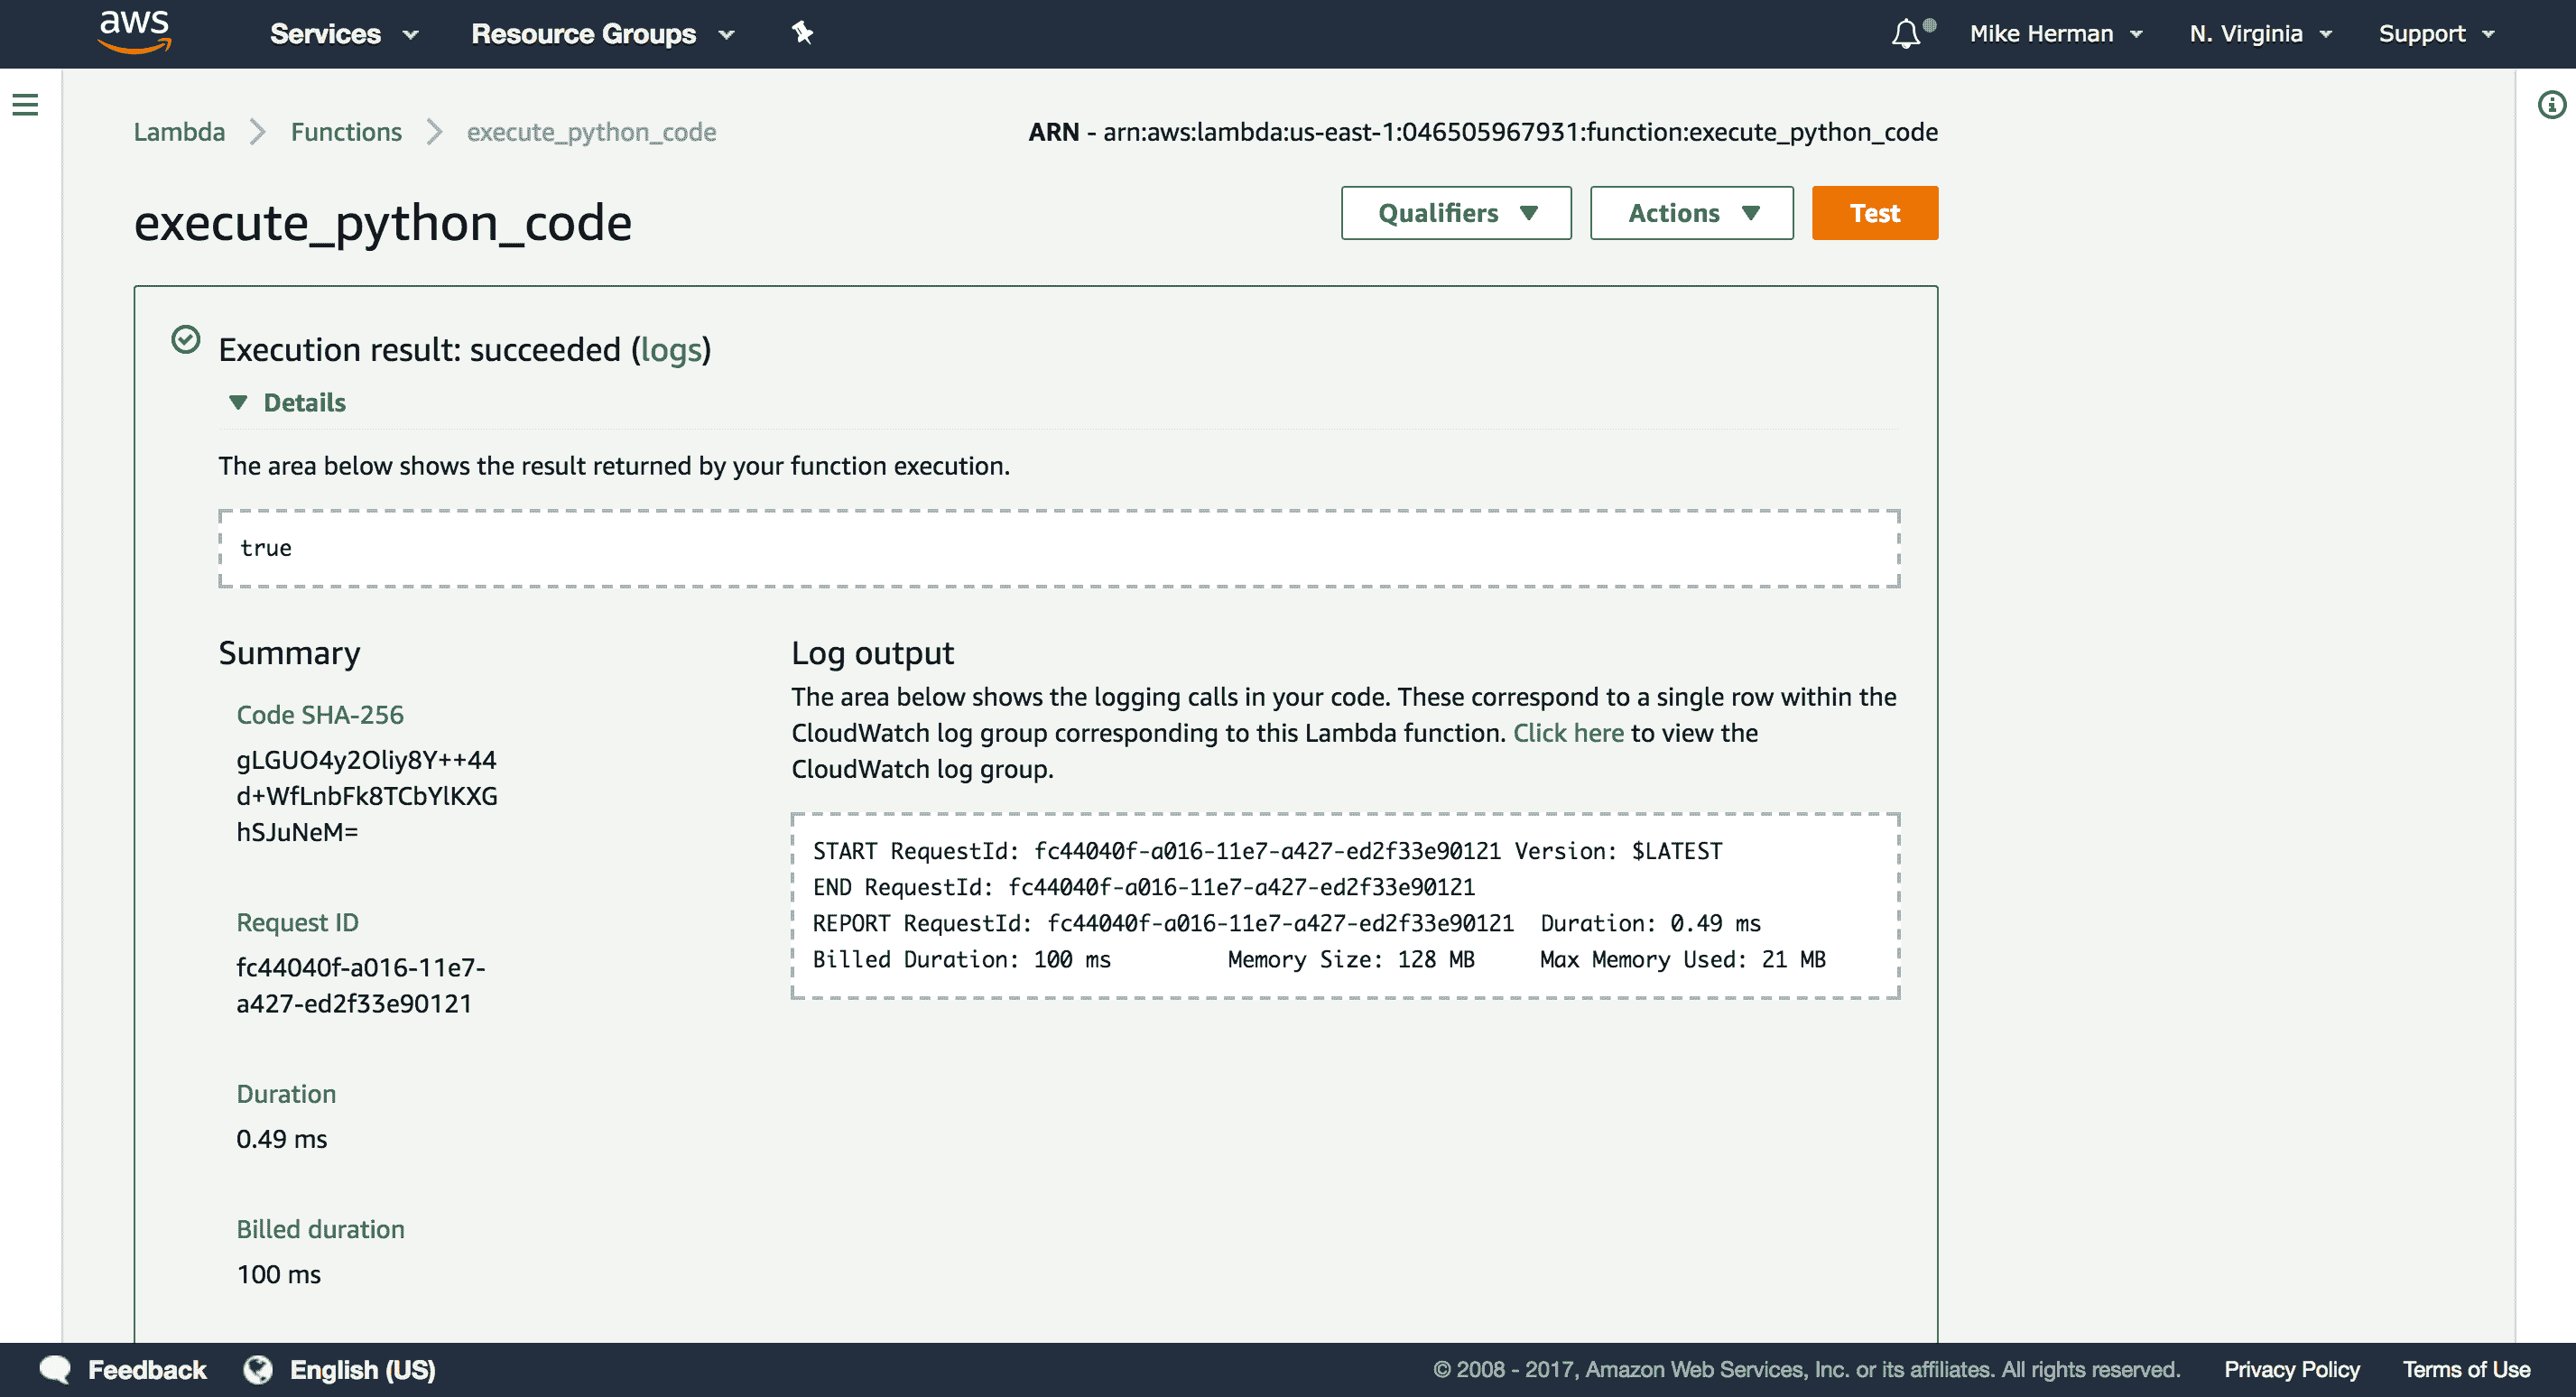 aws Services Resource Groups Mike Herman N. Virginia Support
Lambda Functions execute_python_code ARN - arn:aws:lambda:us-east-1:046505967931:function:execute_python_code
execute_python_code Qualifiers Actions Test
Execution result: succeeded (logs)
Details
The area below shows the result returned by your function execution.
true
Summary
Code SHA-256
gLGUO4y2Oliy8Y++44
d+WfLnbFk8TCbYlKXG
hSJuNeM=
Request ID
fc44040f-a016-11e7-
a427-ed2f33e90121
Duration
0.49 ms
Billed duration
100 ms
Log output
The area below shows the logging calls in your code. These correspond to a single row within the
CloudWatch log group corresponding to this Lambda function. Click here to view the
CloudWatch log group.
START RequestId: fc44040f-a016-11e7-a427-ed2f33e90121 Version: $LATEST
END RequestId: fc44040f-a016-11e7-a427-ed2f33e90121
REPORT RequestId: fc44040f-a016-11e7-a427-ed2f33e90121 Duration: 0.49 ms
Billed Duration: 100 ms Memory Size: 128 MB Max Memory Used: 21 MB
Feedback English (US) © 2008 - 2017, Amazon Web Services, Inc. or its affiliates. All rights reserved. Privacy Policy Terms of Use